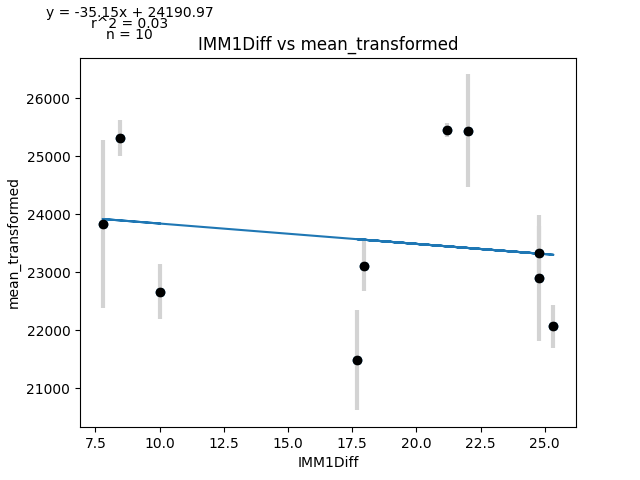 y = -35.15x + 24190.97
r^2 = 0.03
n = 10
IMM1Diff vs mean_transformed
mean_transformed
26000
25000
24000
23000
22000
21000
7.5 10.0 12.5 15.0 17.5 20.0 22.5 25.0
IMM1Diff